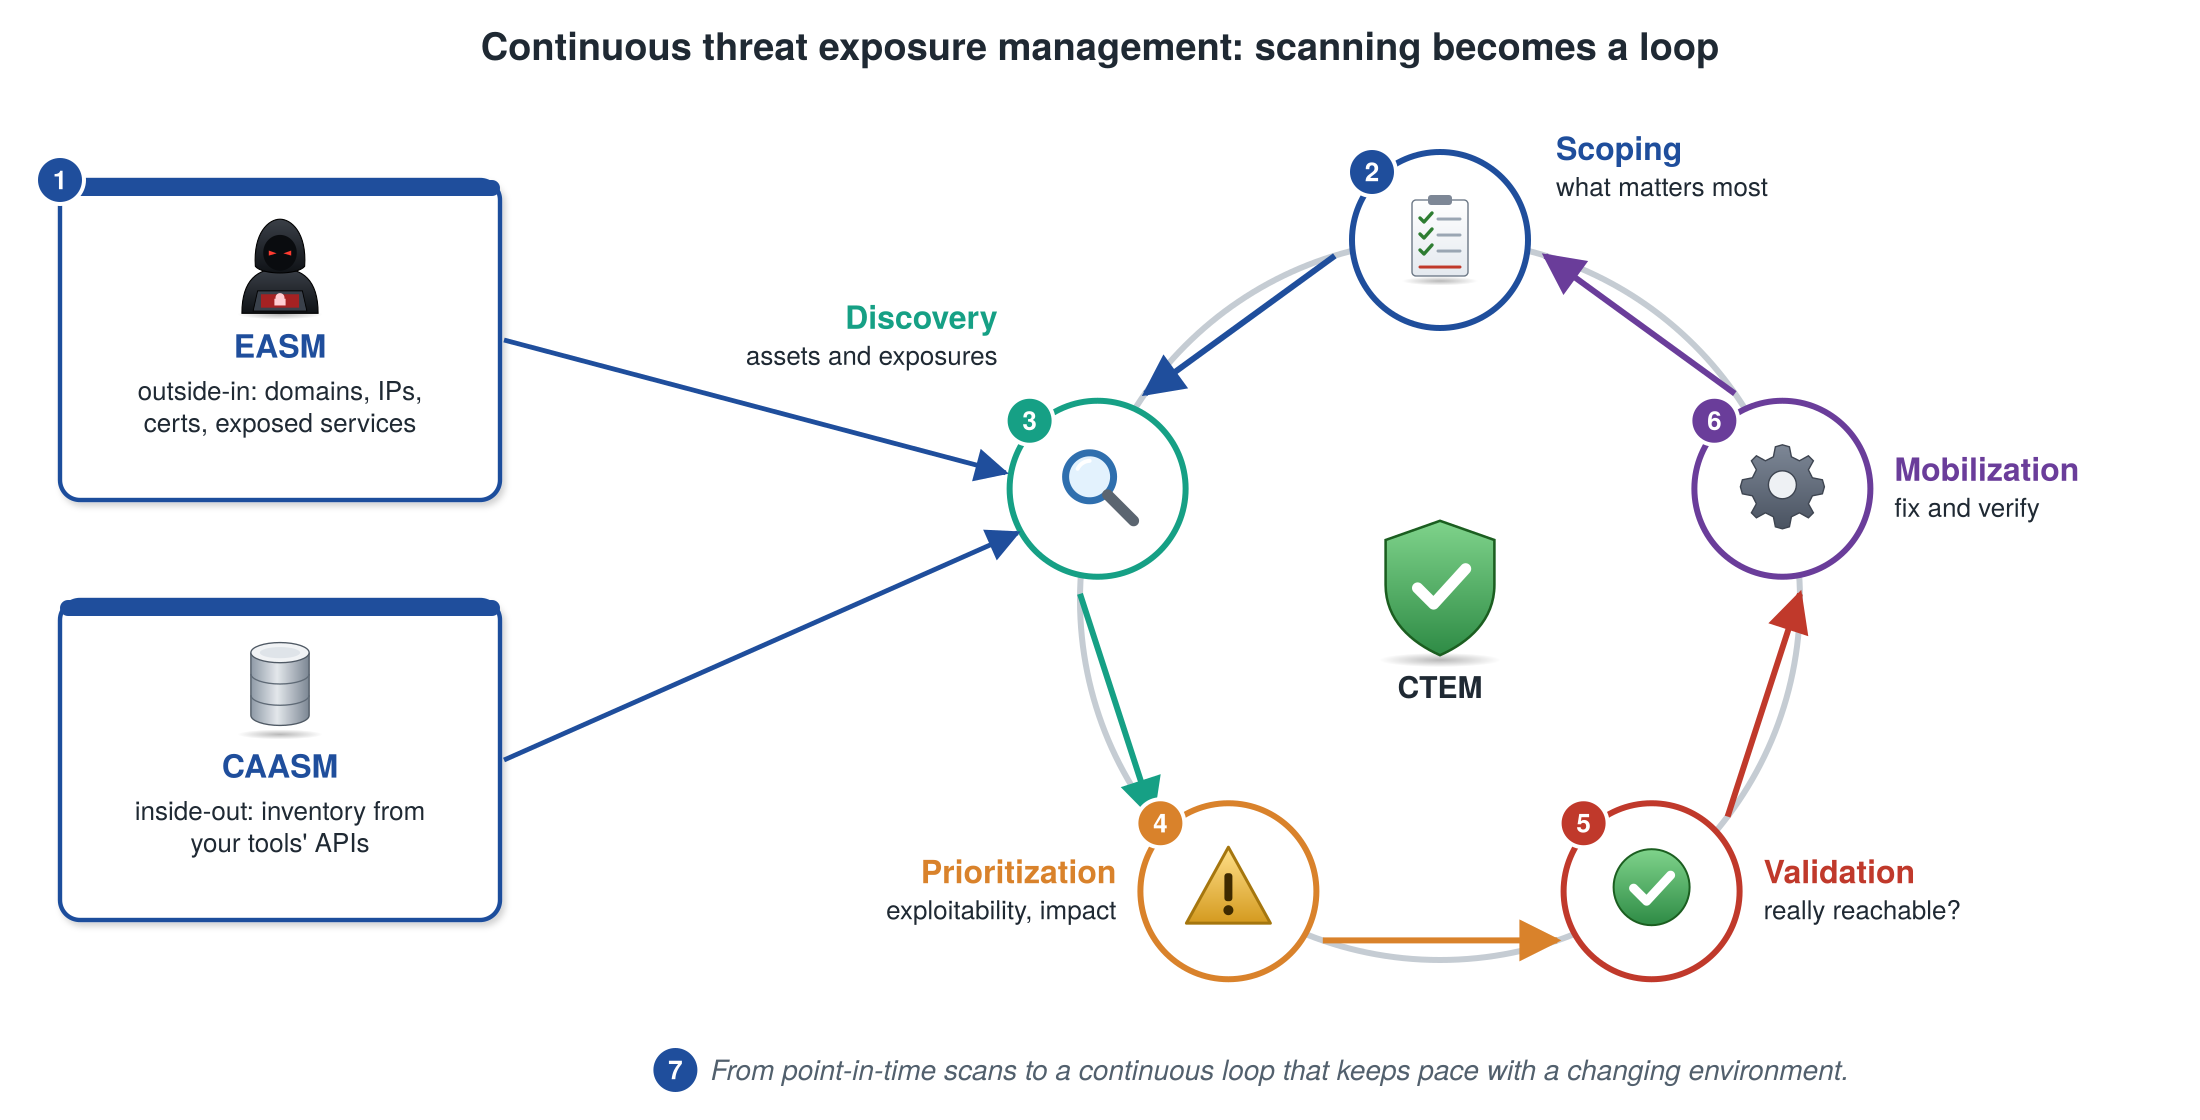 Continuous threat exposure management: scanning becomes a loop
1
EASM
outside-in: domains, IPs,
certs, exposed services
CAASM
inside-out: inventory from
your tools' APIs
2
Scoping
what matters most
3
Discovery
assets and exposures
4
Prioritization
exploitability, impact
5
Validation
really reachable?
6
Mobilization
fix and verify
CTEM
7
From point-in-time scans to a continuous loop that keeps pace with a changing environment.